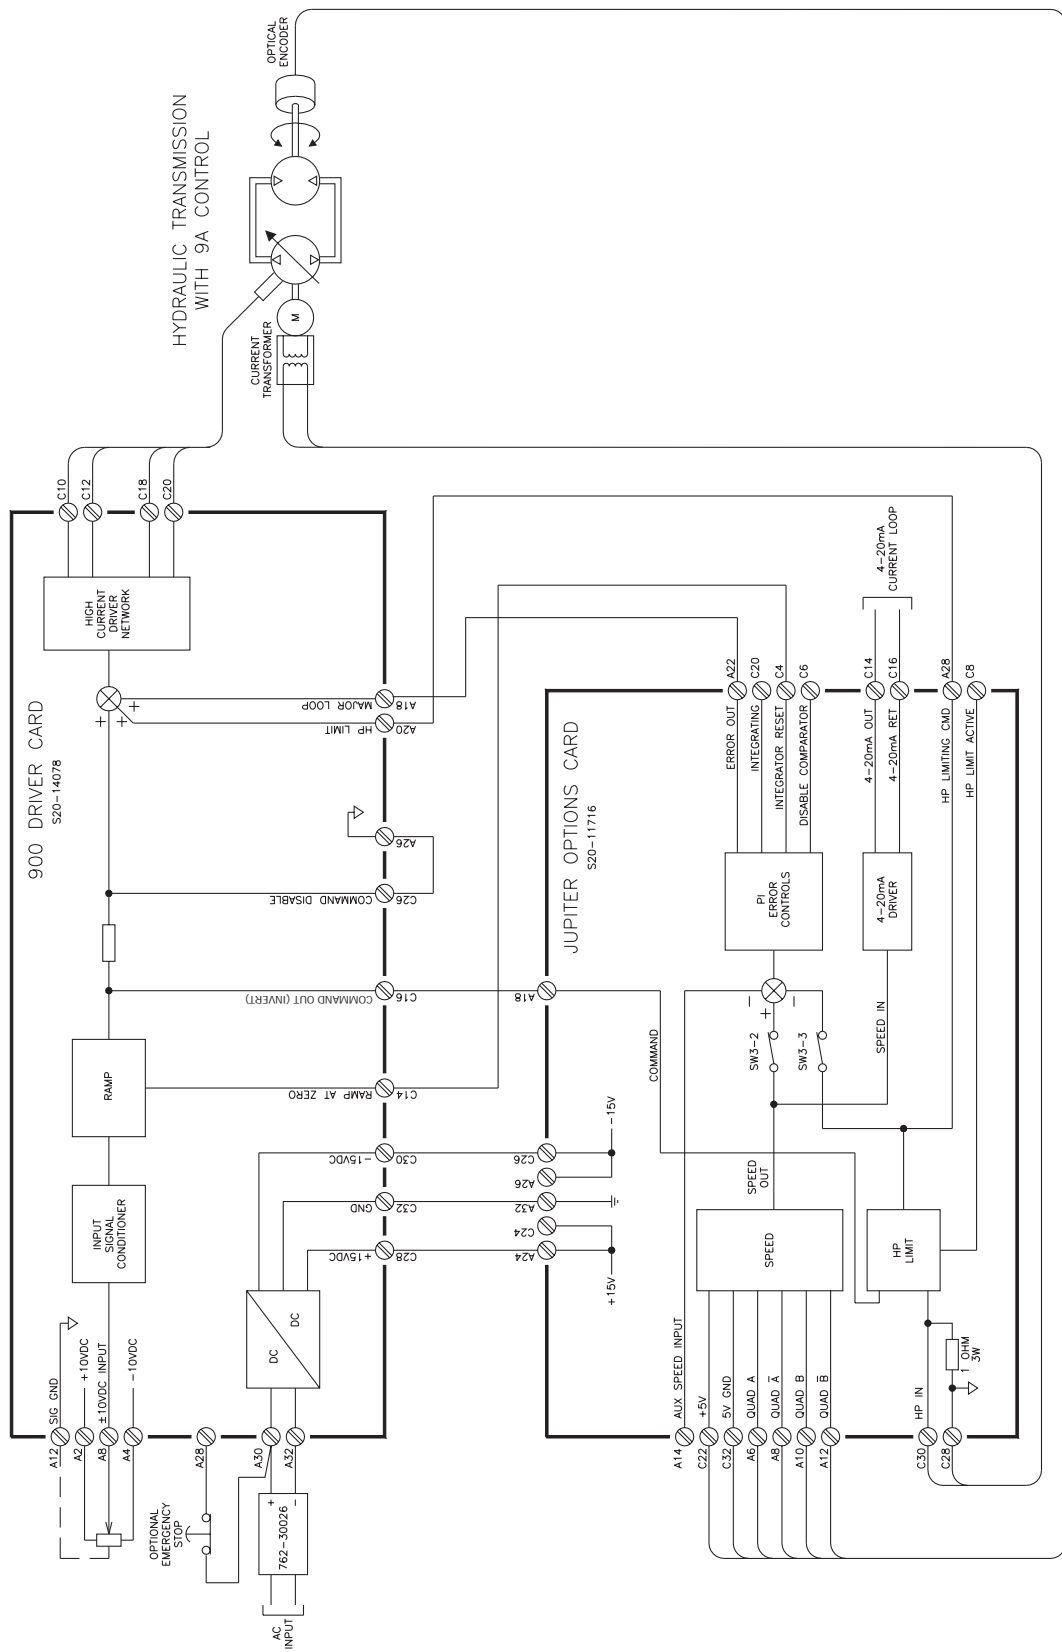 HYDRAULIC TRANSMISSION
WITH 9A CONTROL
OPTICAL
ENCODER
CURRENT
TRANSFORMER
M
900 DRIVER CARD
S20-14078
A12
SIG GND
A2
+10VDC
A8
±10VDC INPUT
A4
-10VDC
INPUT
SIGNAL
CONDITIONER
RAMP
HIGH
CURRENT
DRIVER
NETWORK
+
+
+
C10
C12
C18
C20
OPTIONAL
EMERGENCY
STOP
A28
A30
A32
AC
INPUT
762-30026
+
-
DC
DC
+15VDC
C28
GND
C32
-15VDC
C30
RAMP AT ZERO
C14
COMMAND OUT (INVERT)
C16
COMMAND DISABLE
C26
A26
HP LIMIT
A20
MAJOR LOOP
A18
JUPITER OPTIONS CARD
S20-11716
A24
C24
A32
A26
C26
A18
+15V
-15V
COMMAND
A14
AUX SPEED INPUT
C22
+5V
C32
5V GND
A6
QUAD A
A8
QUAD A̅
A10
QUAD B
A12
QUAD B̅
SPEED
SPEED
OUT
SW3-2
SW3-3
-
+
-
SPEED IN
PI
ERROR
CONTROLS
ERROR OUT
A22
INTEGRATING
C20
INTEGRATOR RESET
C4
DISABLE COMPARATOR
C6
4-20mA
DRIVER
4-20mA OUT
C14
4-20mA RET
C16
4-20mA
CURRENT LOOP
HP LIMITING CMD
A28
HP LIMIT ACTIVE
C8
C30
HP IN
C28
1 OHM
3W
HP
LIMIT